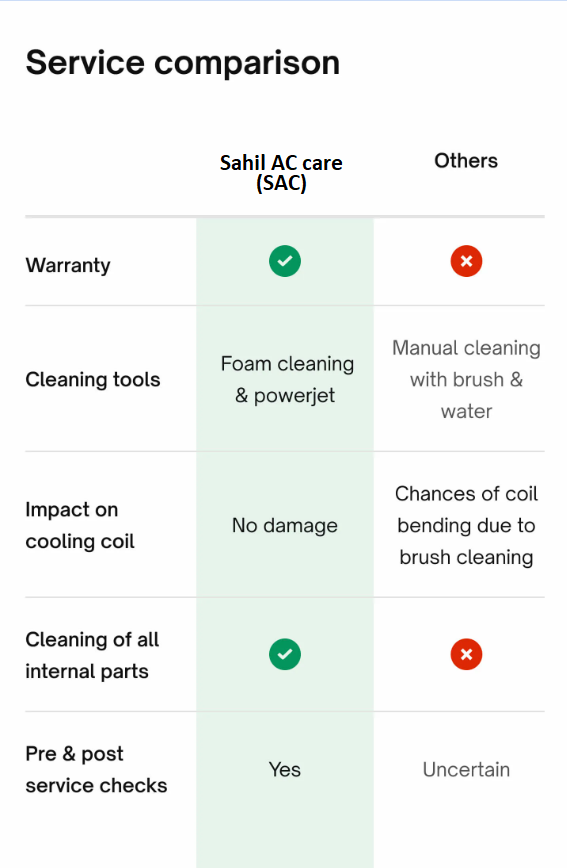 Service comparison
Sahil AC care
(SAC)
Others
Warranty
Cleaning tools
Foam cleaning
& powerjet
Manual cleaning
with brush &
water
Impact on
cooling coil
No damage
Chances of coil
bending due to
brush cleaning
Cleaning of all
internal parts
Pre & post
service checks
Yes
Uncertain